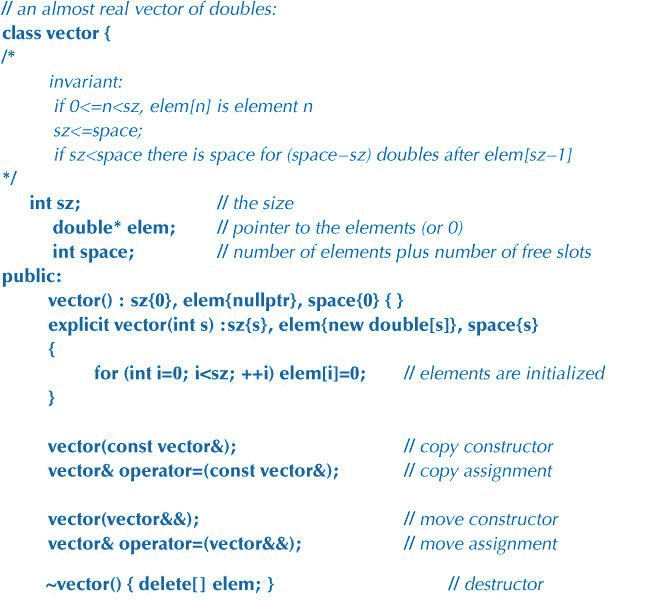 // an almost real vector of doubles:
class vector {
/*
invariant:
if 0<=n<sz, elem[n] is element n
sz<=space;
if sz<space there is space for (space–sz) doubles after elem[sz–1]
*/
int sz; // the size
double* elem; // pointer to the elements (or 0)
int space; // number of elements plus number of free slots
public:
vector() : sz{0}, elem{nullptr}, space{0} { }
explicit vector(int s) :sz{s}, elem{new double[s]}, space{s}
{
for (int i=0; i<sz; ++i) elem[i]=0; // elements are initialized
}
vector(const vector&); // copy constructor
vector& operator=(const vector&); // copy assignment
vector(vector&&); // move constructor
vector& operator=(vector&&); // move assignment
~vector() { delete[] elem; } // destructor